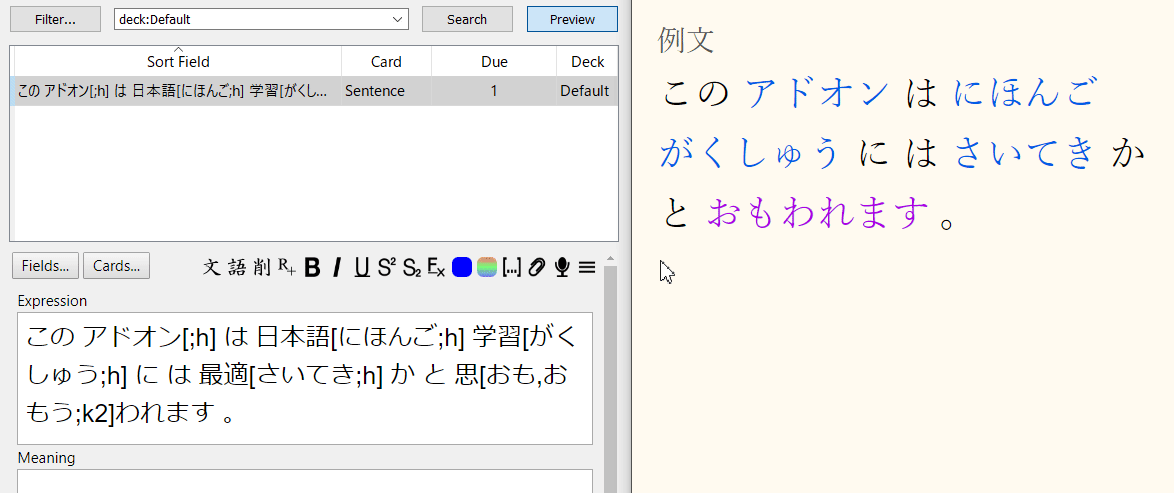 Filter...
deck:Default
Search
Preview
Sort Field
Card
Due
Deck
この アドオン[;h] は 日本語[にほんご;h] 学習[がくし...
Sentence
1
Default
Fields...
Cards...
文 語 削 R+ B I U S² S₂ Ex [...]
Expression
この アドオン[;h] は 日本語[にほんご;h] 学習[がく
しゅう;h] に は 最適[さいてき;h] か と 思[おも,お
もう;k2]われます 。
Meaning
例文
この アドオン は にほんご
がくしゅう に は さいてき か
と おもわれます 。